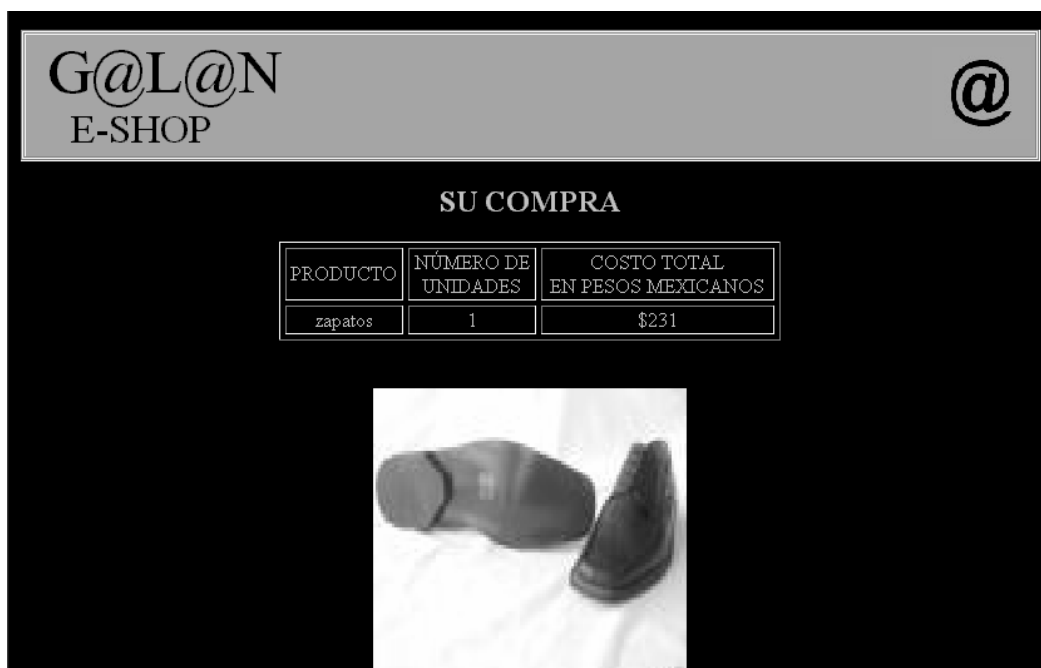 G@L@N
E-SHOP
@
SU COMPRA
PRODUCTO
NÚMERO DE
UNIDADES
COSTO TOTAL
EN PESOS MEXICANOS
zapatos
1
$231